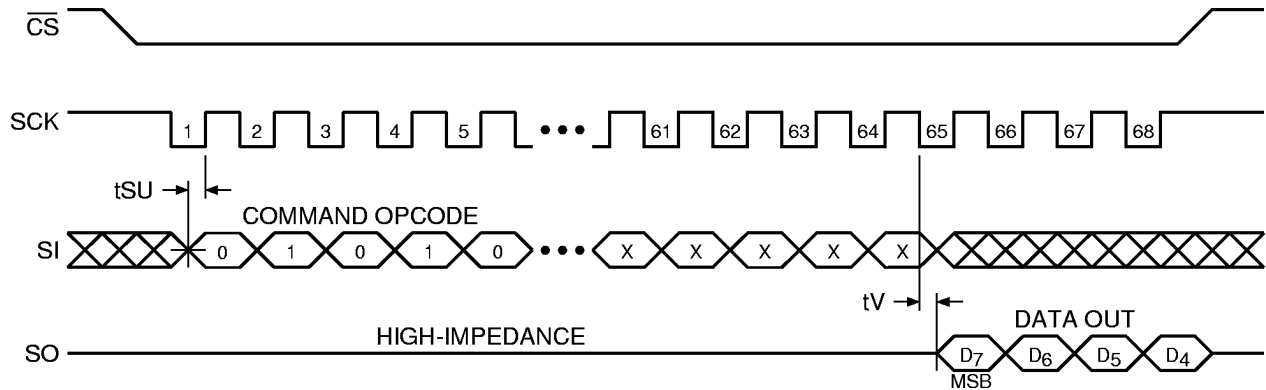 CS
SCK 1 2 3 4 5 61 62 63 64 65 66 67 68
tSU
COMMAND OPCODE
SI 0 1 0 1 0 X X X X X
tV
HIGH-IMPEDANCE
DATA OUT
SO D7 D6 D5 D4
MSB